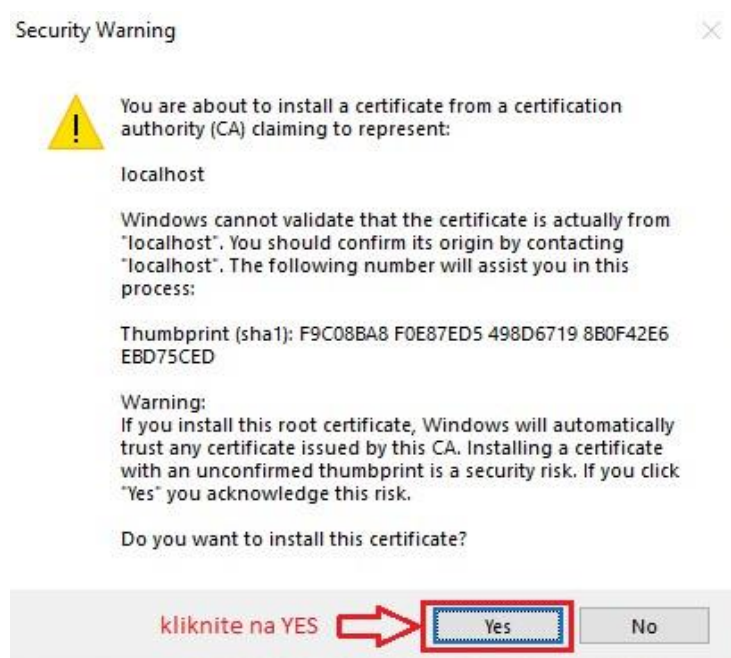 Security Warning
You are about to install a certificate from a certification
authority (CA) claiming to represent:
localhost
Windows cannot validate that the certificate is actually from
"localhost". You should confirm its origin by contacting
"localhost". The following number will assist you in this
process:
Thumbprint (sha1): F9C08BA8 F0E87ED5 498D6719 8B0F42E6
EBD75CED
Warning:
If you install this root certificate, Windows will automatically
trust any certificate issued by this CA. Installing a certificate
with an unconfirmed thumbprint is a security risk. If you click
"Yes" you acknowledge this risk.
Do you want to install this certificate?
kliknite na YES Yes No